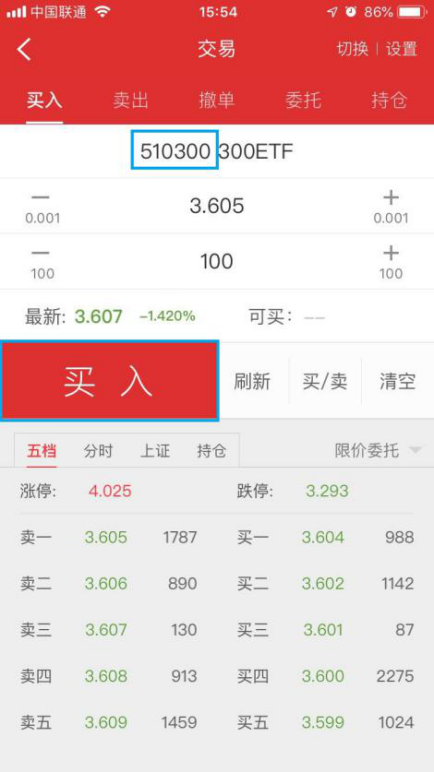 中国联通 15:54 86%
交易 切换 | 设置
买入 卖出 撤单 委托 持仓
510300 300ETF
— 3.605 +
0.001 0.001
— 100 +
100 100
最新: 3.607 -1.420% 可买: --
买入 刷新 买/卖 清空
五档 分时 上证 持仓 限价委托
涨停: 4.025 跌停: 3.293
卖一 3.605 1787 买一 3.604 988
卖二 3.606 890 买二 3.602 1142
卖三 3.607 130 买三 3.601 87
卖四 3.608 913 买四 3.600 2275
卖五 3.609 1459 买五 3.599 1024